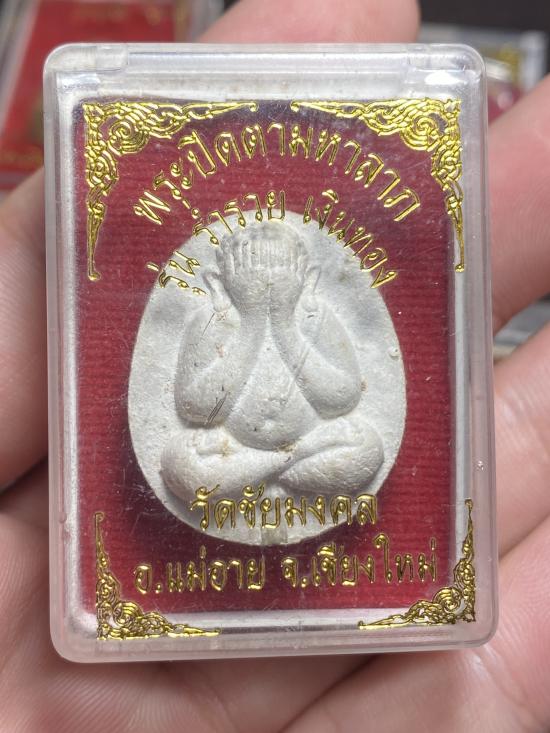 พระปิดตามหาลาภ
รุ่น ร่ำรวย เงินทอง
วัดชัยมงคล
อ.แม่อาย จ.เชียงใหม่